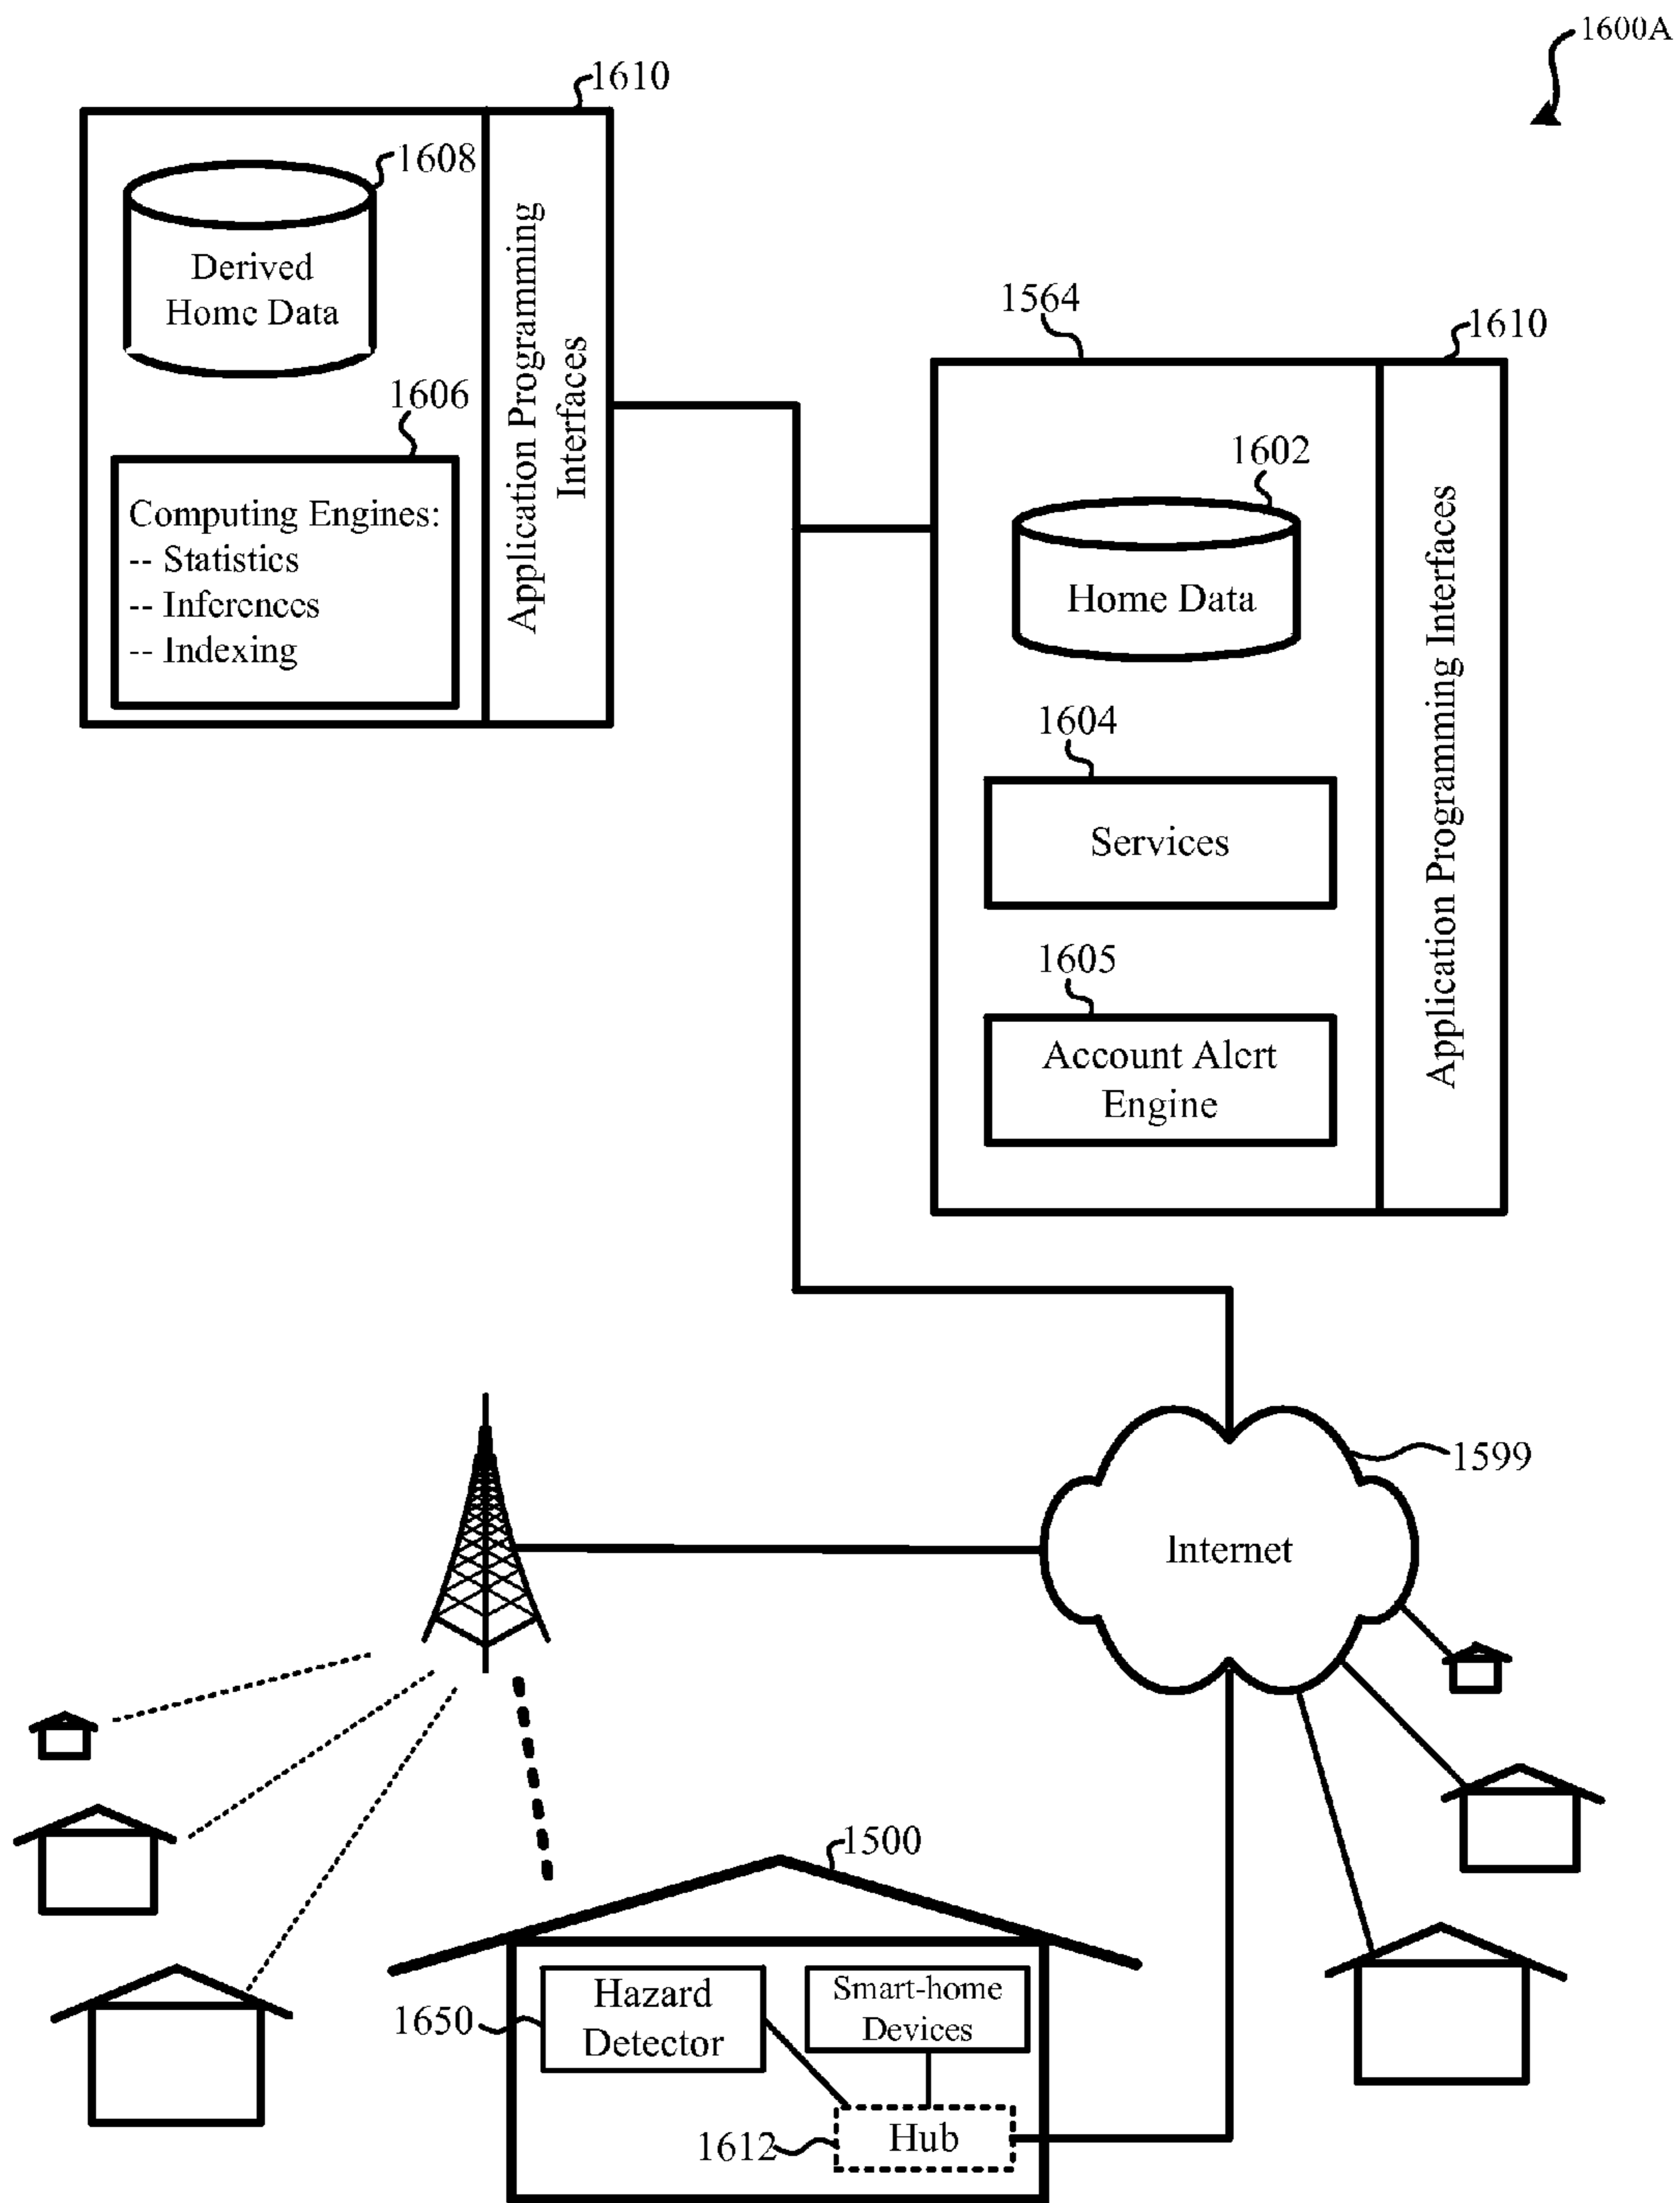 1600A
1610
1608
Derived
Home Data
1606
Computing Engines:
-- Statistics
-- Inferences
-- Indexing
Application Programming
Interfaces
1564
1610
1602
Home Data
1604
Services
1605
Account Alert
Engine
Application Programming Interfaces
1599
Internet
1500
Hazard
Detector
1650
Smart-home
Devices
1612
Hub